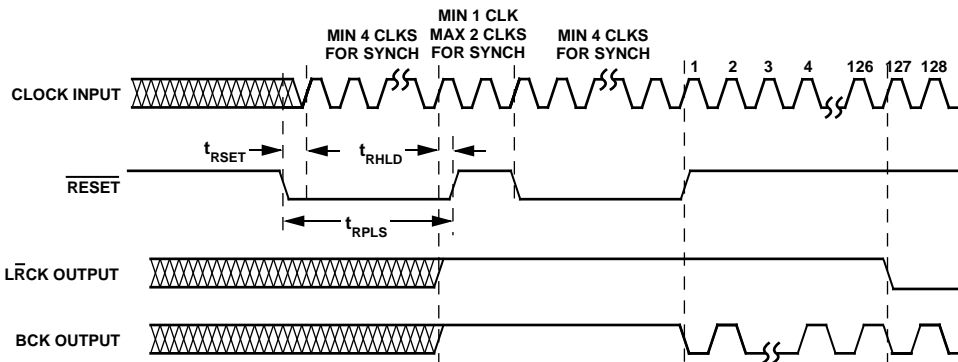 MIN 4 CLKS
FOR SYNCH
MIN 1 CLK
MAX 2 CLKS
FOR SYNCH
MIN 4 CLKS
FOR SYNCH
1 2 3 4 126 127 128
CLOCK INPUT
tRSET
tRHLD
RESET
tRPLS
LRCK OUTPUT
BCK OUTPUT